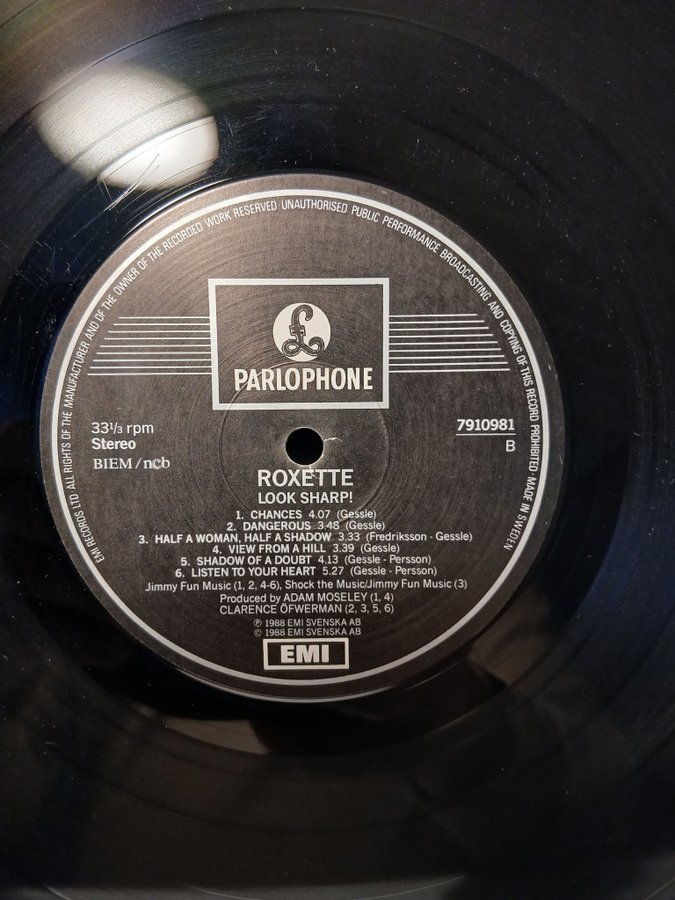 EMI RECORDS LTD ALL RIGHTS OF THE MANUFACTURER AND OF THE OWNER OF THE RECORDED WORK RESERVED UNAUTHORISED PUBLIC PERFORMANCE BROADCASTING AND COPYING OF THIS RECORD PROHIBITED · MADE IN SWEDEN
£
PARLOPHONE
33⅓ rpm
Stereo
BIEM/ncb
7910981
B
ROXETTE
LOOK SHARP!
1. CHANCES 4.07 (Gessle)
2. DANGEROUS 3.48 (Gessle)
3. HALF A WOMAN, HALF A SHADOW 3.33 (Fredriksson - Gessle)
4. VIEW FROM A HILL 3.39 (Gessle)
5. SHADOW OF A DOUBT 4.13 (Gessle - Persson)
6. LISTEN TO YOUR HEART 5.27 (Gessle - Persson)
Jimmy Fun Music (1, 2, 4-6), Shock the Music/Jimmy Fun Music (3)
Produced by ADAM MOSELEY (1, 4)
CLARENCE ÖFWERMAN (2, 3, 5, 6)
℗ 1988 EMI SVENSKA AB
© 1988 EMI SVENSKA AB
EMI